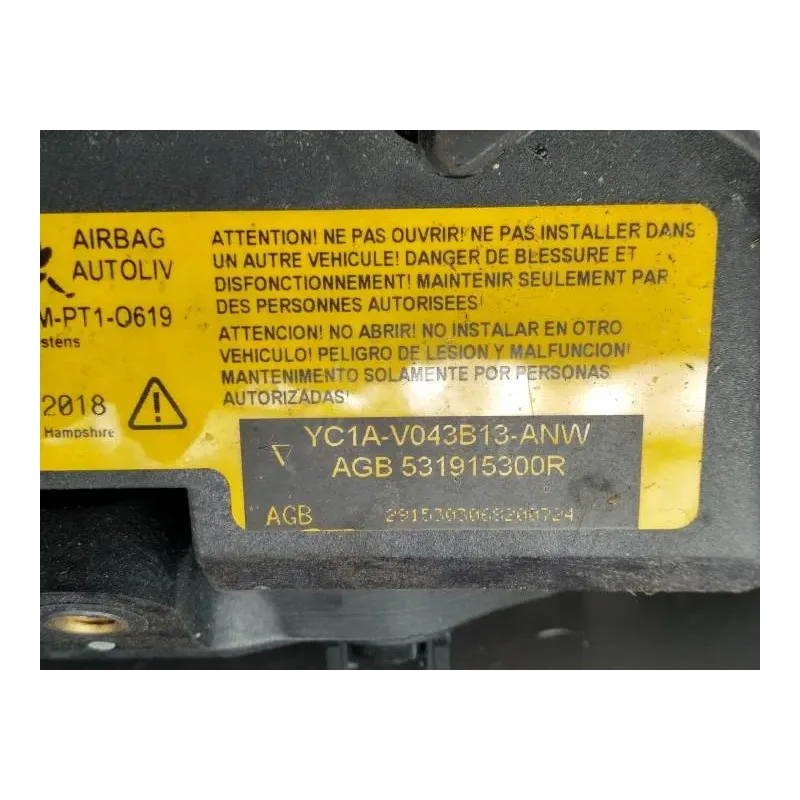 AIRBAG
AUTOLIV
M-PT1-O619
2018
Hampshire
ATTENTION! NE PAS OUVRIR! NE PAS INSTALLER DANS
UN AUTRE VEHICULE! DANGER DE BLESSURE ET
DISFONCTIONNEMENT! MAINTENIR SEULEMENT PAR
DES PERSONNES AUTORISEES!
ATTENCION! NO ABRIR! NO INSTALAR EN OTRO
VEHICULO! PELIGRO DE LESION Y MALFUNCION!
MANTENIMENTO SOLAMENTE POR PERSONAS
AUTORIZADAS!
YC1A-V043B13-ANW
AGB 531915300R
AGB 2915303068200724